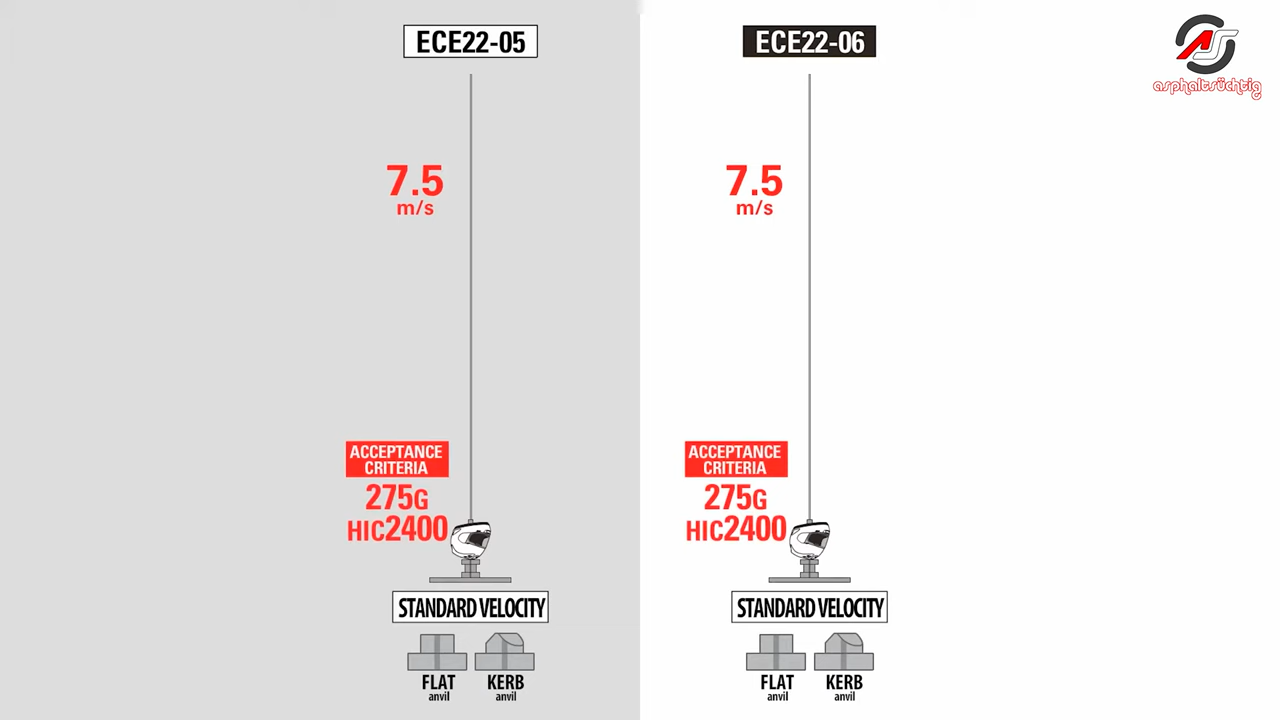 ECE22-05
7.5
m/s
ACCEPTANCE
CRITERIA
275G
HIC2400
STANDARD VELOCITY
FLAT
anvil
KERB
anvil
ECE22-06
7.5
m/s
ACCEPTANCE
CRITERIA
275G
HIC2400
STANDARD VELOCITY
FLAT
anvil
KERB
anvil
AS
asphaltsüchtig